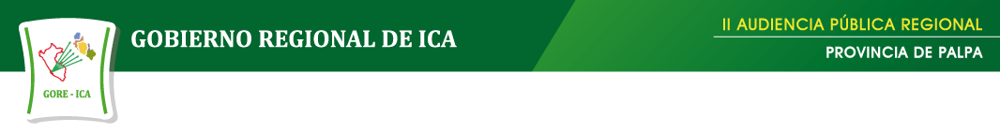 GOBIERNO REGIONAL DE ICA
II AUDIENCIA PÚBLICA REGIONAL
PROVINCIA DE PALPA
GORE - ICA